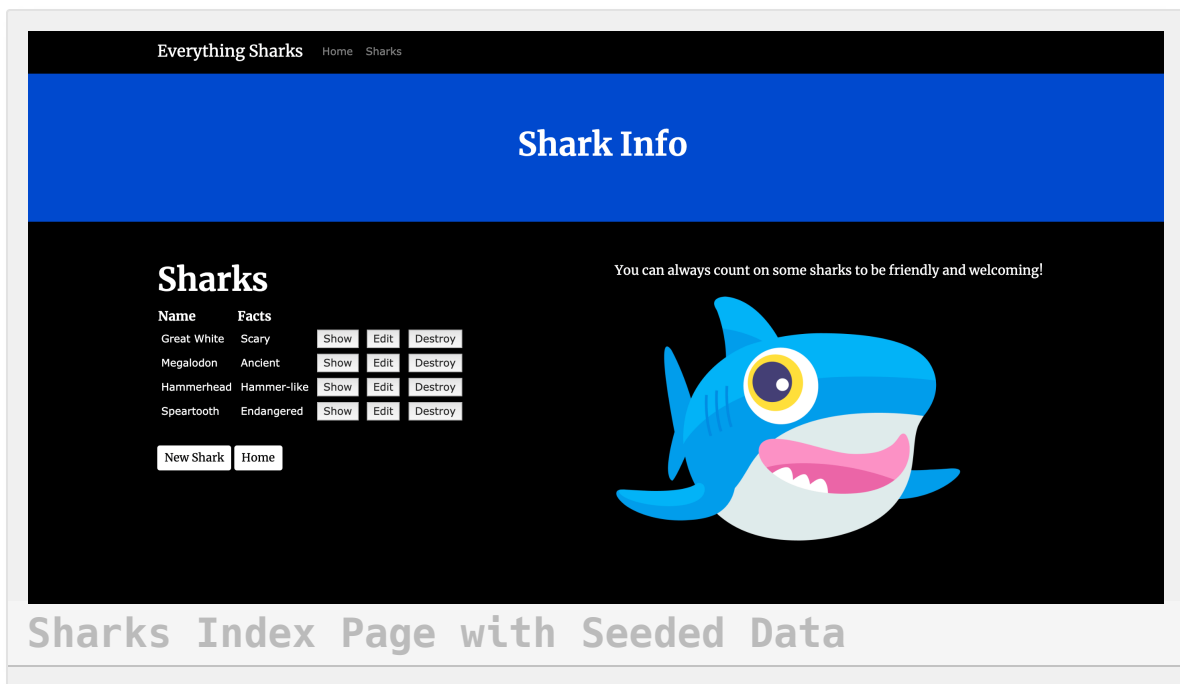 Everything Sharks Home Sharks
Shark Info
Sharks
Name Facts
Great White Scary Show Edit Destroy
Megalodon Ancient Show Edit Destroy
Hammerhead Hammer-like Show Edit Destroy
Speartooth Endangered Show Edit Destroy
New Shark Home
You can always count on some sharks to be friendly and welcoming!
Sharks Index Page with Seeded Data